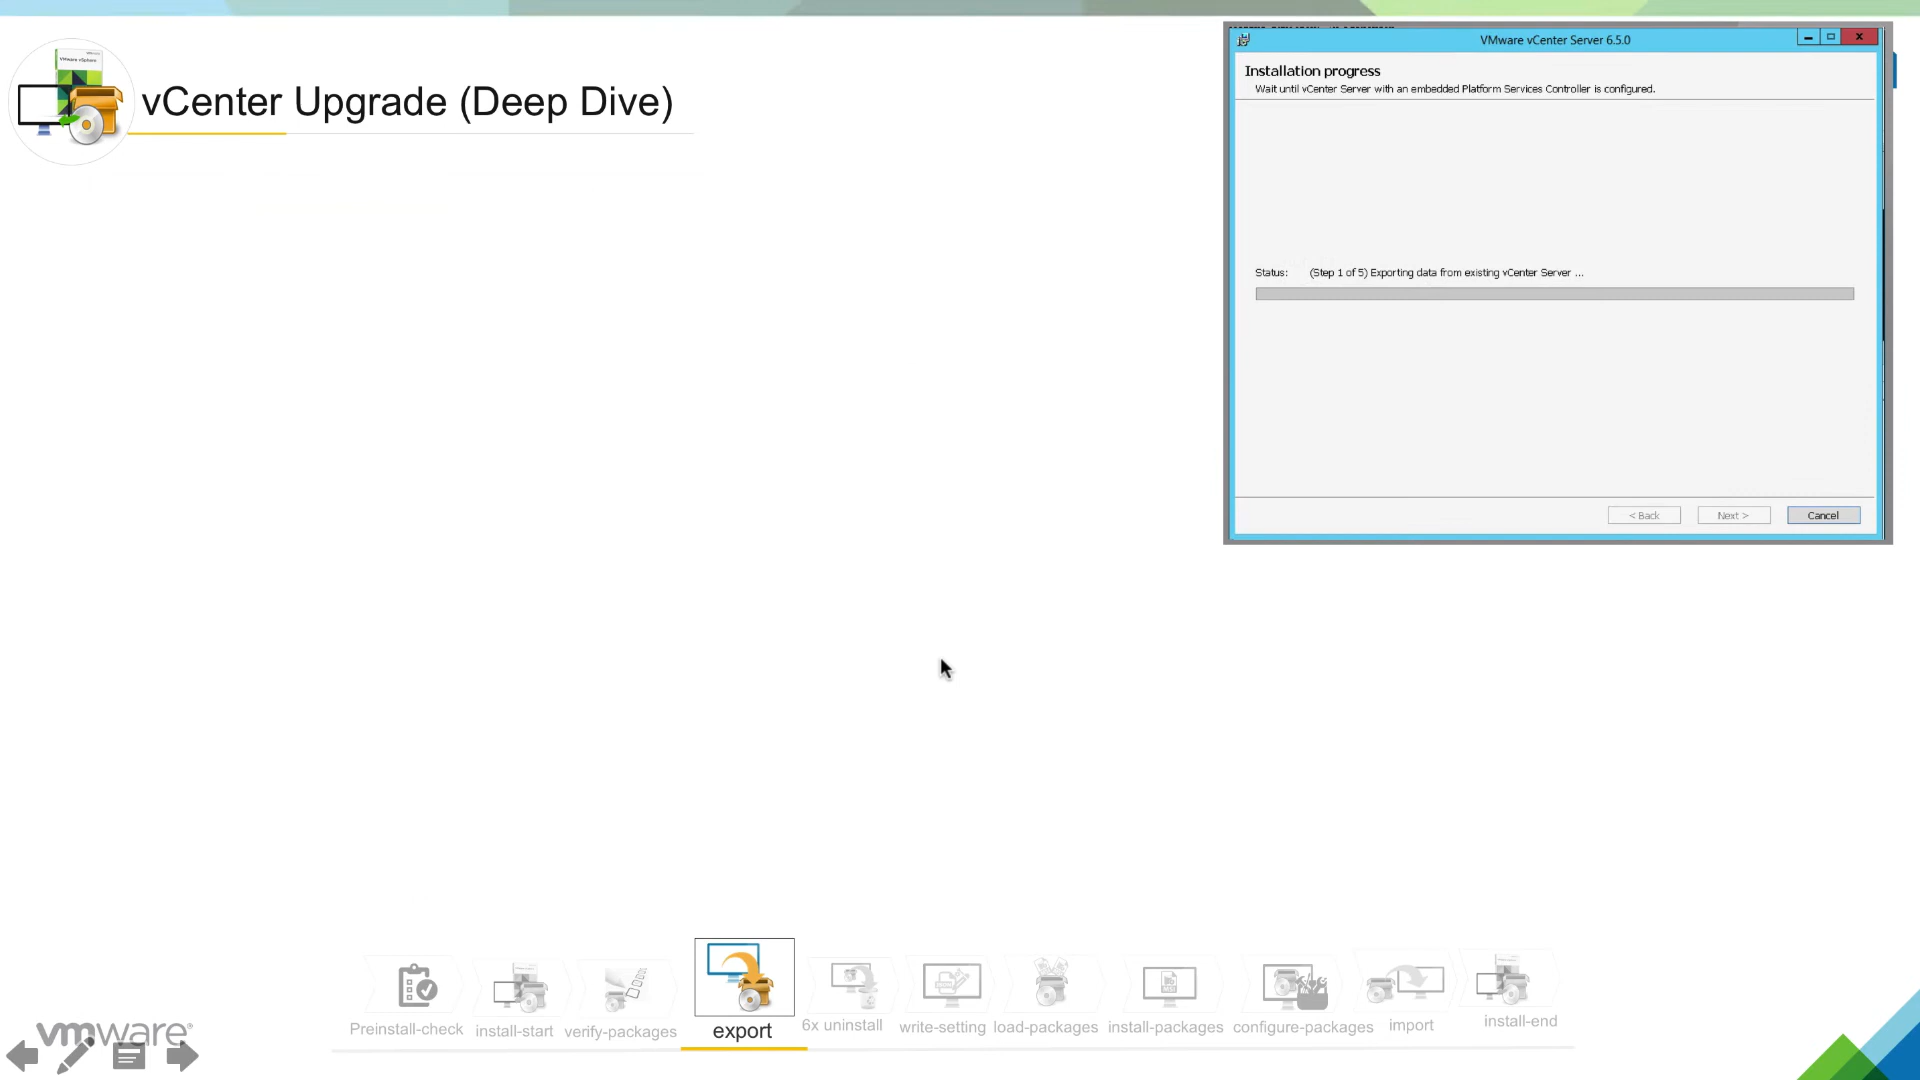 vCenter Upgrade (Deep Dive)
VMware vCenter Server 6.5.0
Installation progress
Wait until vCenter Server with an embedded Platform Services Controller is configured.
Status: (Step 1 of 5) Exporting data from existing vCenter Server ...
< Back Next > Cancel
Preinstall-check install-start verify-packages export 6x uninstall write-setting load-packages install-packages configure-packages import install-end
vmware®